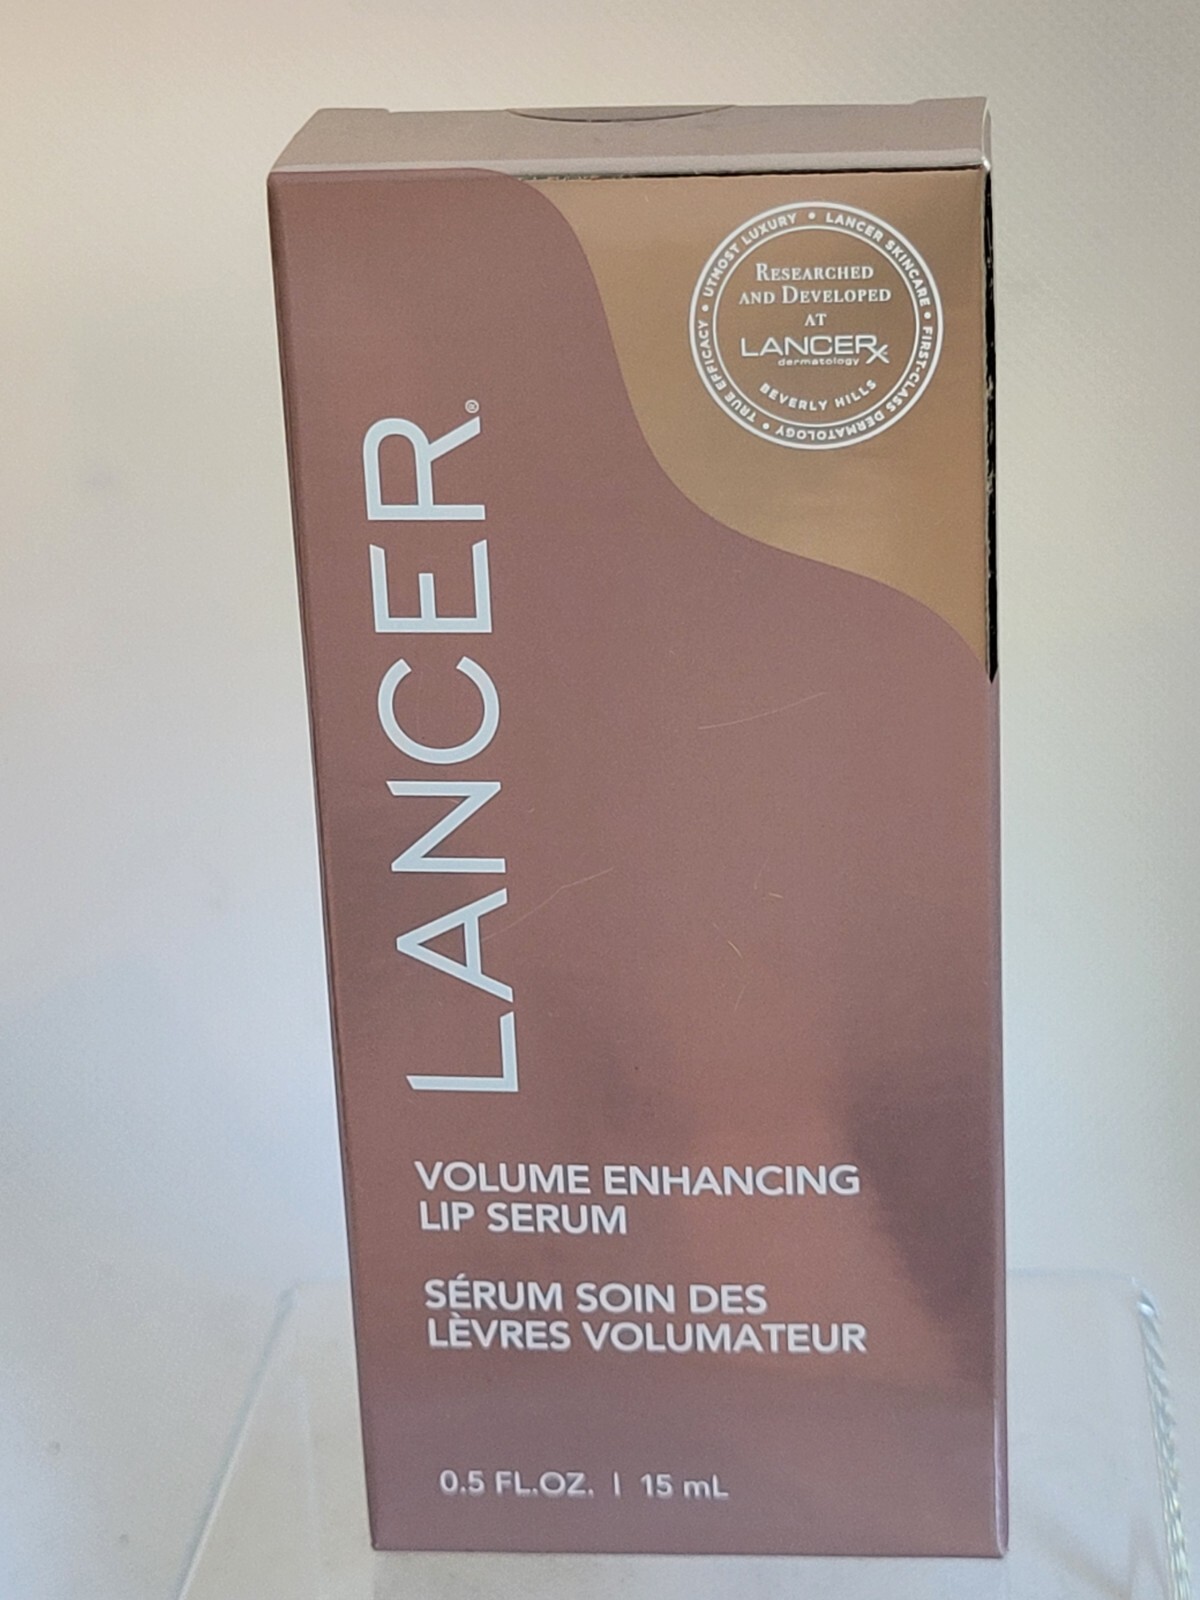 UTMOST LUXURY • LANCER SKINCARE • FIRST-CLASS DERMATOLOGY • TRUE EFFICACY •
RESEARCHED
AND DEVELOPED
AT
LANCERx
dermatology
BEVERLY HILLS
LANCER®
VOLUME ENHANCING
LIP SERUM
SÉRUM SOIN DES
LÈVRES VOLUMATEUR
0.5 FL.OZ. | 15 mL